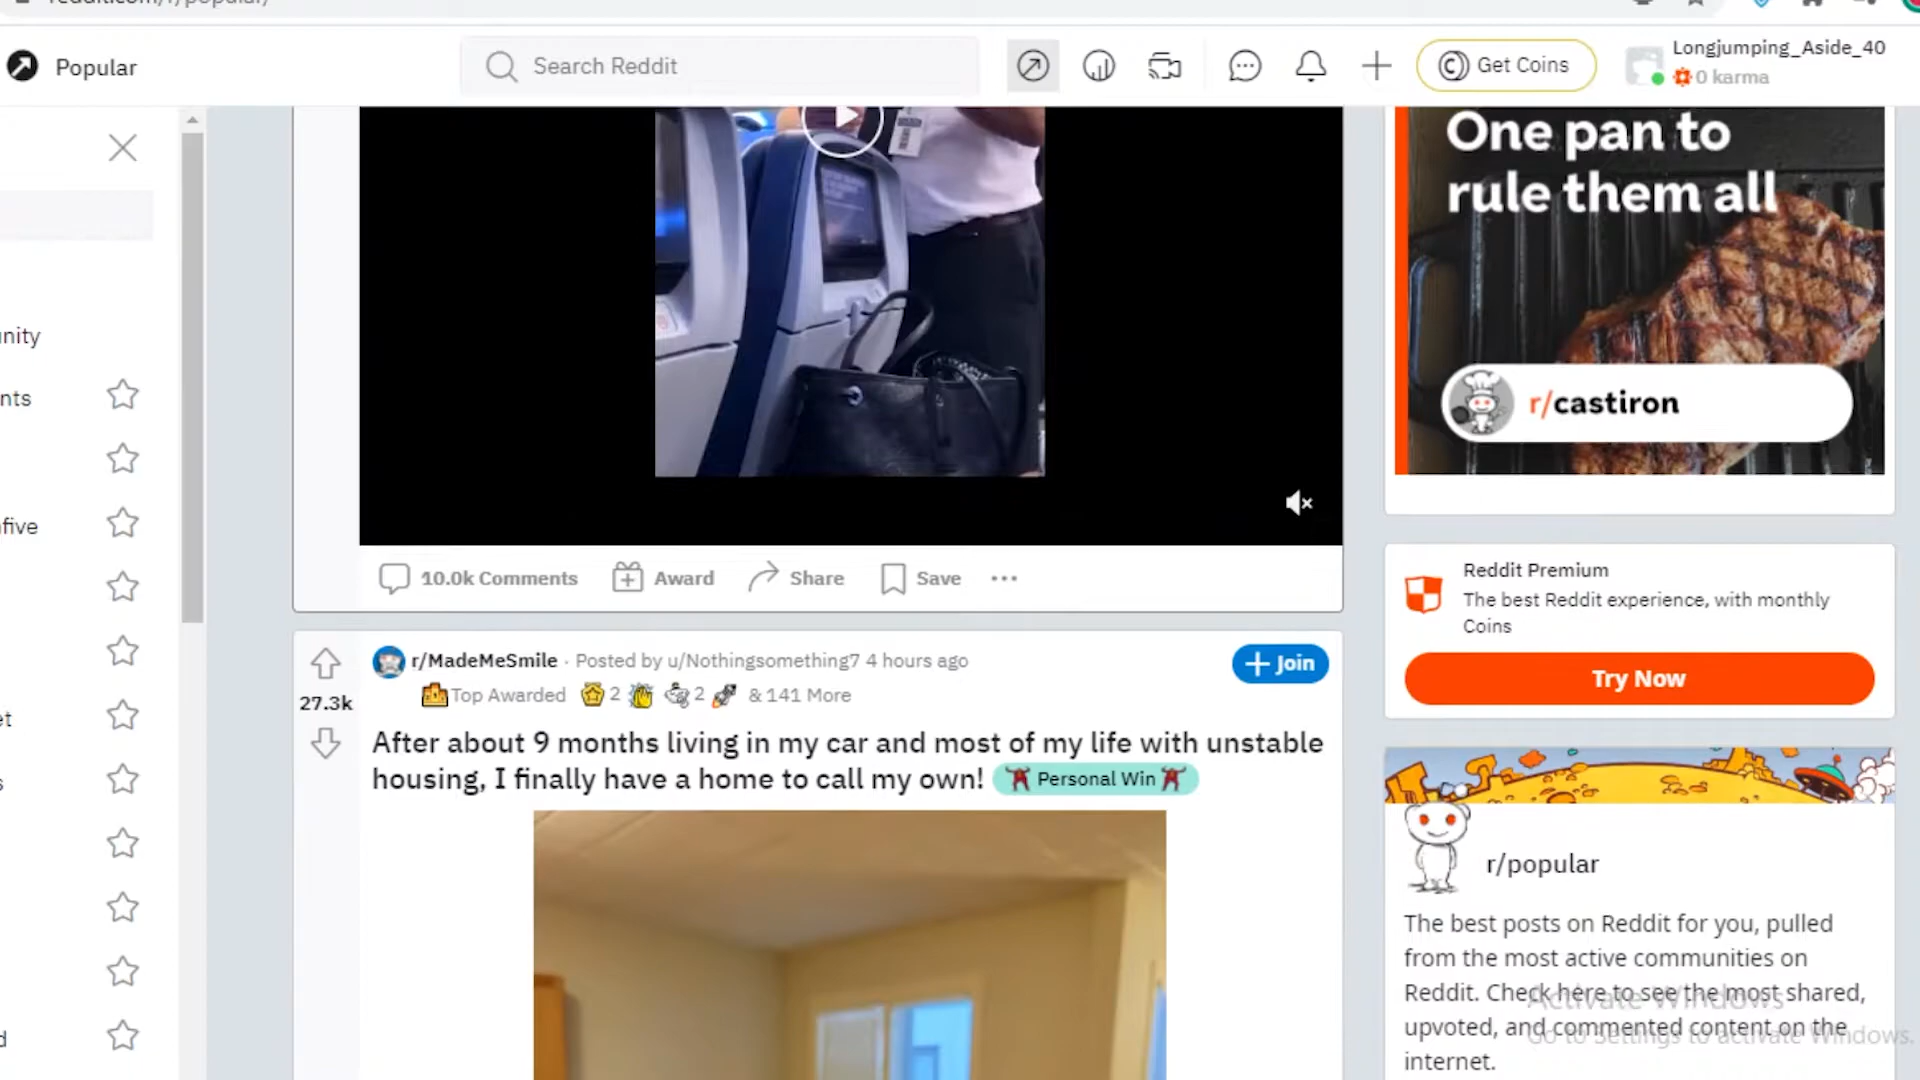 Popular
Search Reddit
Get Coins
Longjumping_Aside_40
0 karma
One pan to
rule them all
r/castiron
10.0k Comments
Award
Share
Save
Reddit Premium
The best Reddit experience, with monthly
Coins
Try Now
r/MadeMeSmile · Posted by u/Nothingsomething7 4 hours ago
Join
Top Awarded 2 2 & 141 More
27.3k
After about 9 months living in my car and most of my life with unstable
housing, I finally have a home to call my own! Personal Win
r/popular
The best posts on Reddit for you, pulled
from the most active communities on
Reddit. Check here to see the most shared,
upvoted, and commented content on the
internet.
Activate Windows
Go to Settings to activate Windows.
nity
nts
five
et
s
d